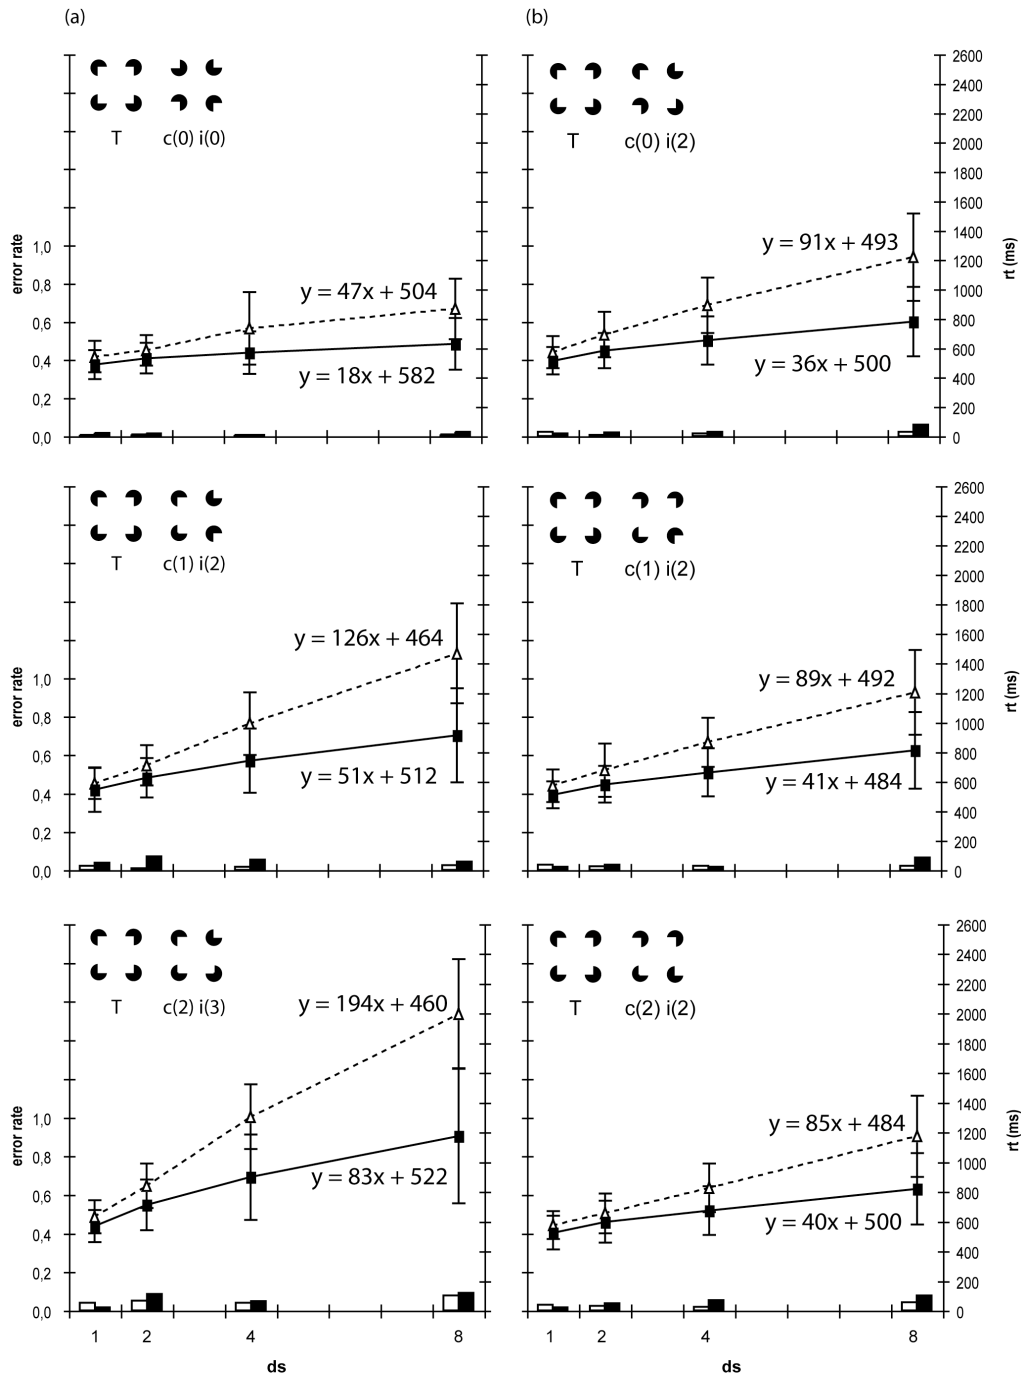 (a)
(b)
T c(0) i(0)
error rate
1,0
0,8
0,6
0,4
0,2
0,0
y = 47x + 504
y = 18x + 582
T c(0) i(2)
y = 91x + 493
y = 36x + 500
2600
2400
2200
2000
1800
1600
1400
1200
1000
800
600
400
200
0
rt (ms)
T c(1) i(2)
error rate
1,0
0,8
0,6
0,4
0,2
0,0
y = 126x + 464
y = 51x + 512
T c(1) i(2)
y = 89x + 492
y = 41x + 484
2600
2400
2200
2000
1800
1600
1400
1200
1000
800
600
400
200
0
rt (ms)
T c(2) i(3)
error rate
1,0
0,8
0,6
0,4
0,2
0,0
y = 194x + 460
y = 83x + 522
1 2 4 8
ds
T c(2) i(2)
y = 85x + 484
y = 40x + 500
2600
2400
2200
2000
1800
1600
1400
1200
1000
800
600
400
200
0
rt (ms)
1 2 4 8
ds